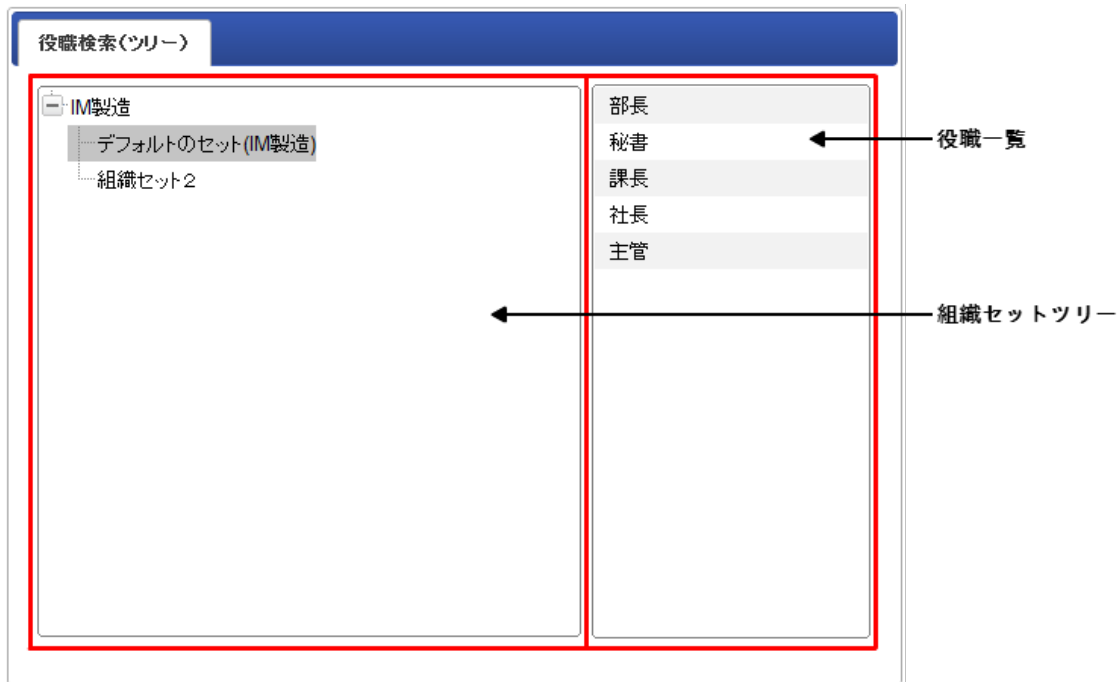 役職検索(ツリー)
IM製造
デフォルトのセット(IM製造)
組織セット2
部長
秘書
課長
社長
主管
役職一覧
組織セットツリー